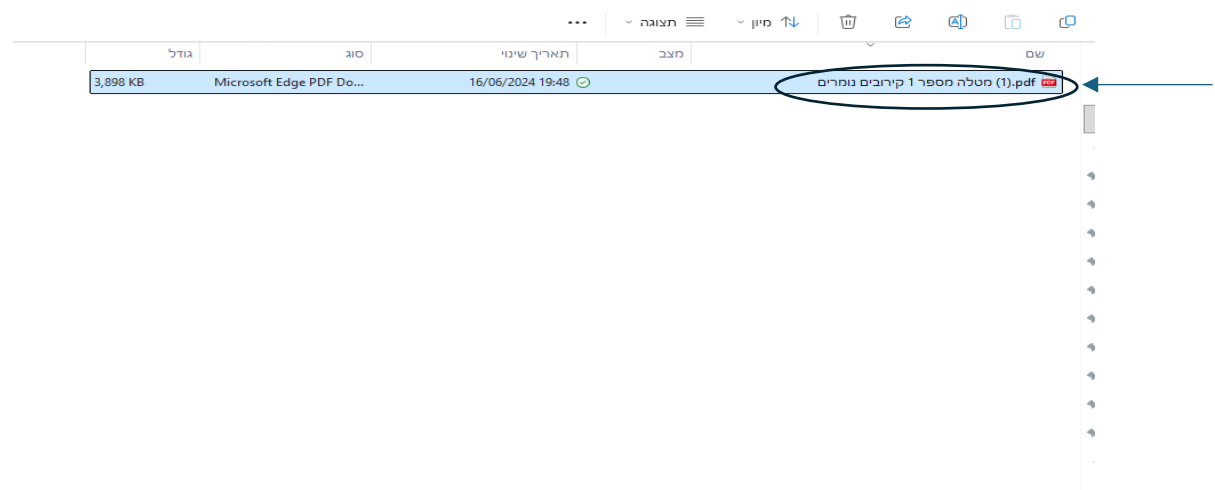 מיון תצוגה
שם מצב תאריך שינוי סוג גודל
PDF מטלה מספר 1 קירובים נומרים (1).pdf 16/06/2024 19:48 Microsoft Edge PDF Do... 3,898 KB